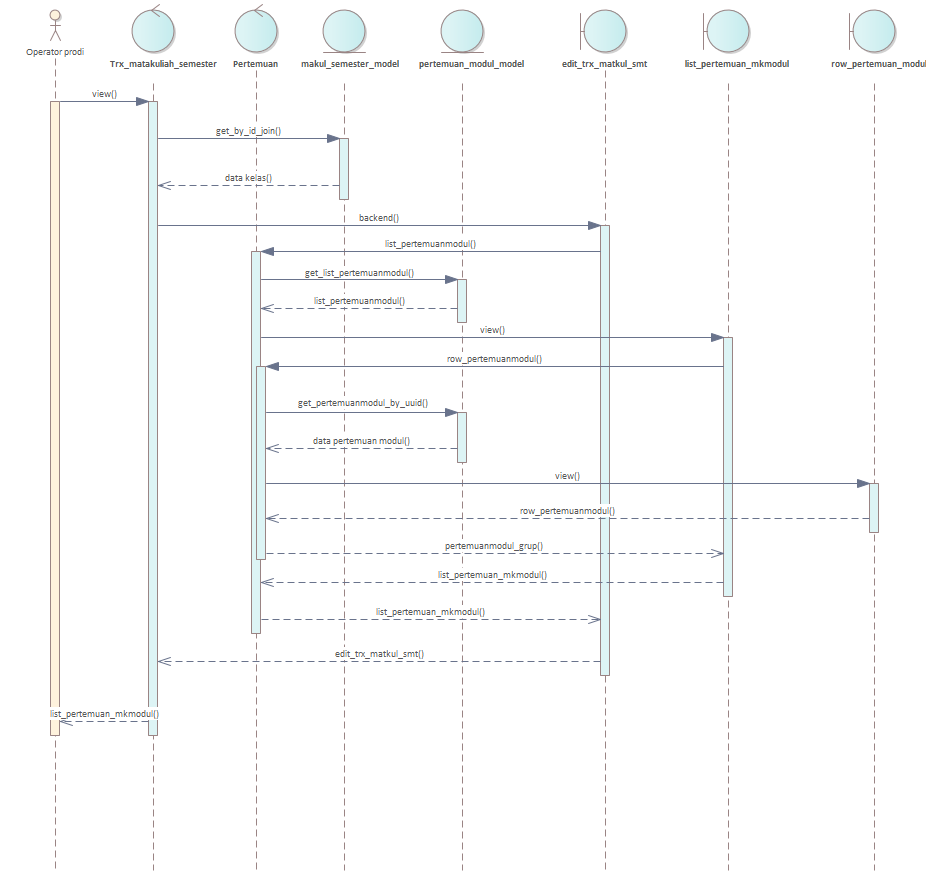 Operator prodi
Trx_matakuliah_semester
Pertemuan
makul_semester_model
pertemuan_modul_model
edit_trx_matkul_smt
list_pertemuan_mkmodul
row_pertemuan_modul
view()
get_by_id_join()
data kelas()
backend()
list_pertemuanmodul()
get_list_pertemuanmodul()
list_pertemuanmodul()
view()
row_pertemuanmodul()
get_pertemuanmodul_by_uuid()
data pertemuan modul()
view()
row_pertemuanmodul()
pertemuanmodul_grup()
list_pertemuan_mkmodul()
list_pertemuan_mkmodul()
edit_trx_matkul_smt()
list_pertemuan_mkmodul()